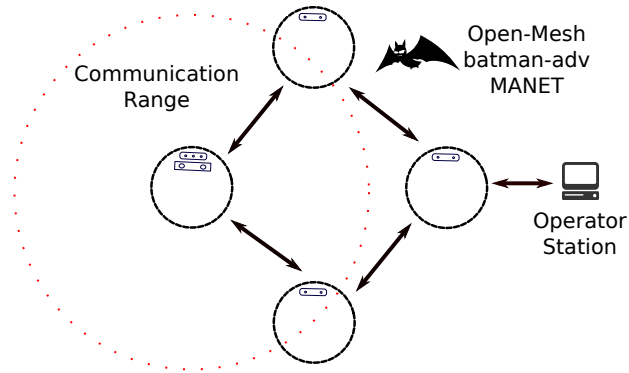 Open-Mesh
batman-adv
MANET
Communication
Range
Operator
Station